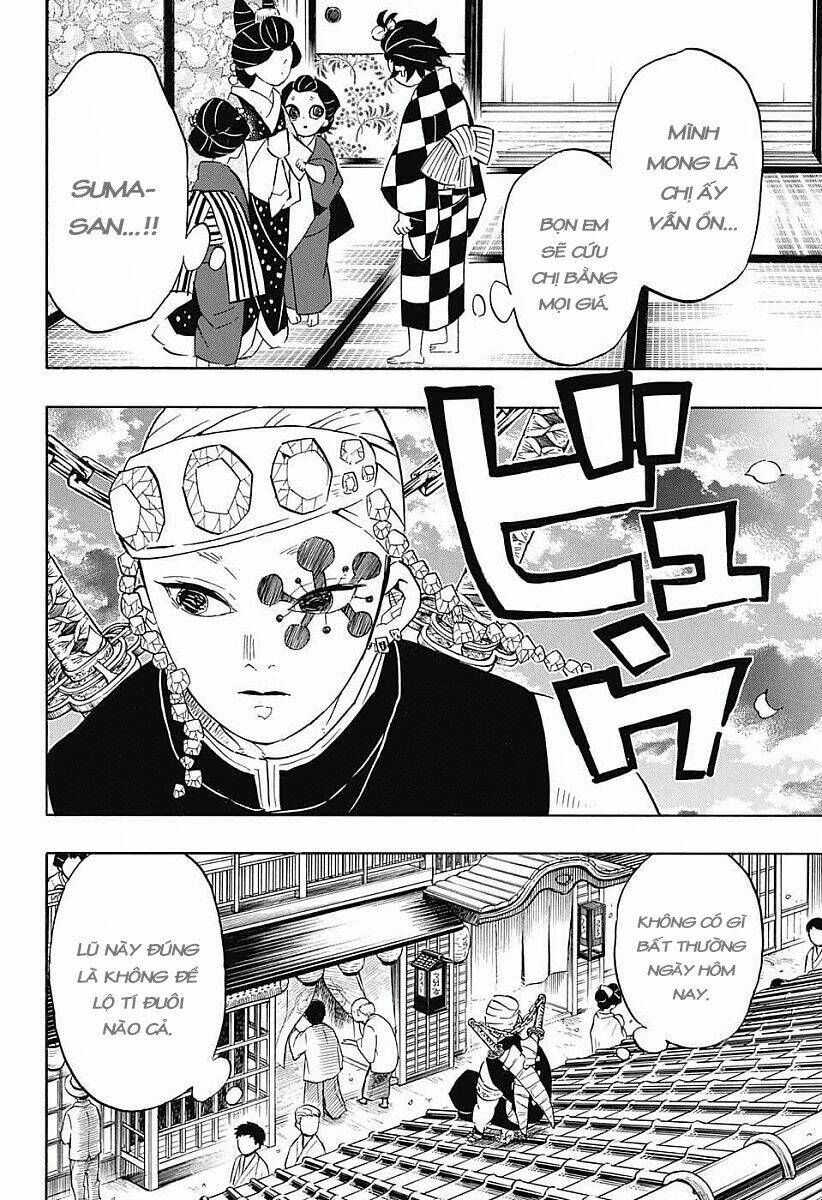 MÌNH
MONG LÀ
CHỊ ẤY
VẪN ỔN...
BỌN EM
SẼ CỨU
CHỊ BẰNG
MỌI GIÁ.
SUMA-
SAN...!!
ビュゥゥ
KHÔNG CÓ GÌ
BẤT THƯỜNG
NGÀY HÔM
NAY.
LŨ NÀY ĐÚNG
LÀ KHÔNG ĐỂ
LỘ TÍ ĐUÔI
NÀO CẢ.